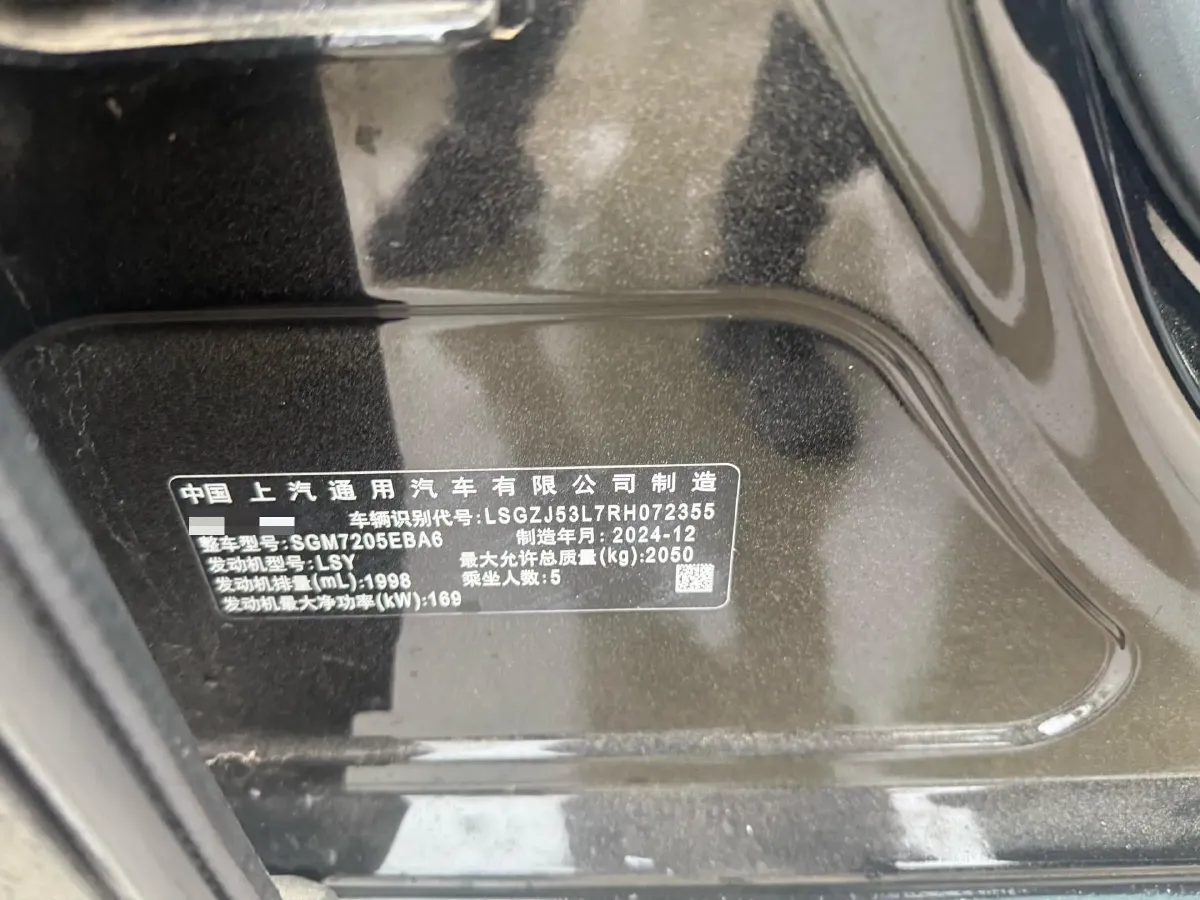 中国 上汽通用汽车有限公司制造
车辆识别代号:LSGZJ53L7RH072355
整车型号:SGM7205EBA6 制造年月:2024-12
发动机型号:LSY 最大允许总质量(kg):2050
发动机排量(mL):1998 乘坐人数:5
发动机最大净功率(kW):169